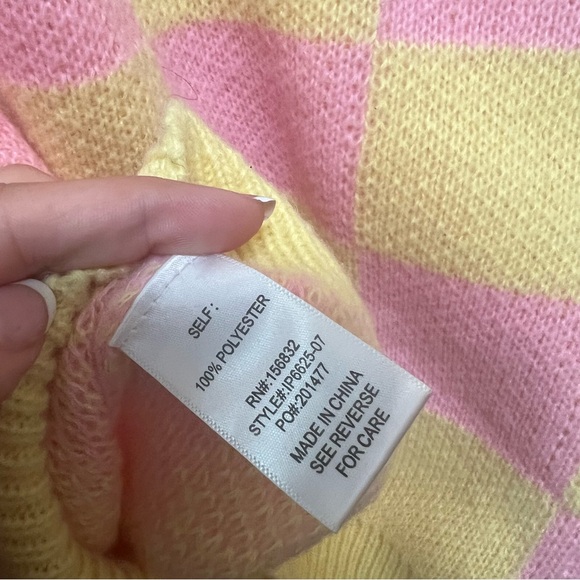 SELF:
100% POLYESTER
RN#:156832
STYLE#:IP6625-07
PO#:201477
MADE IN CHINA
SEE REVERSE
FOR CARE